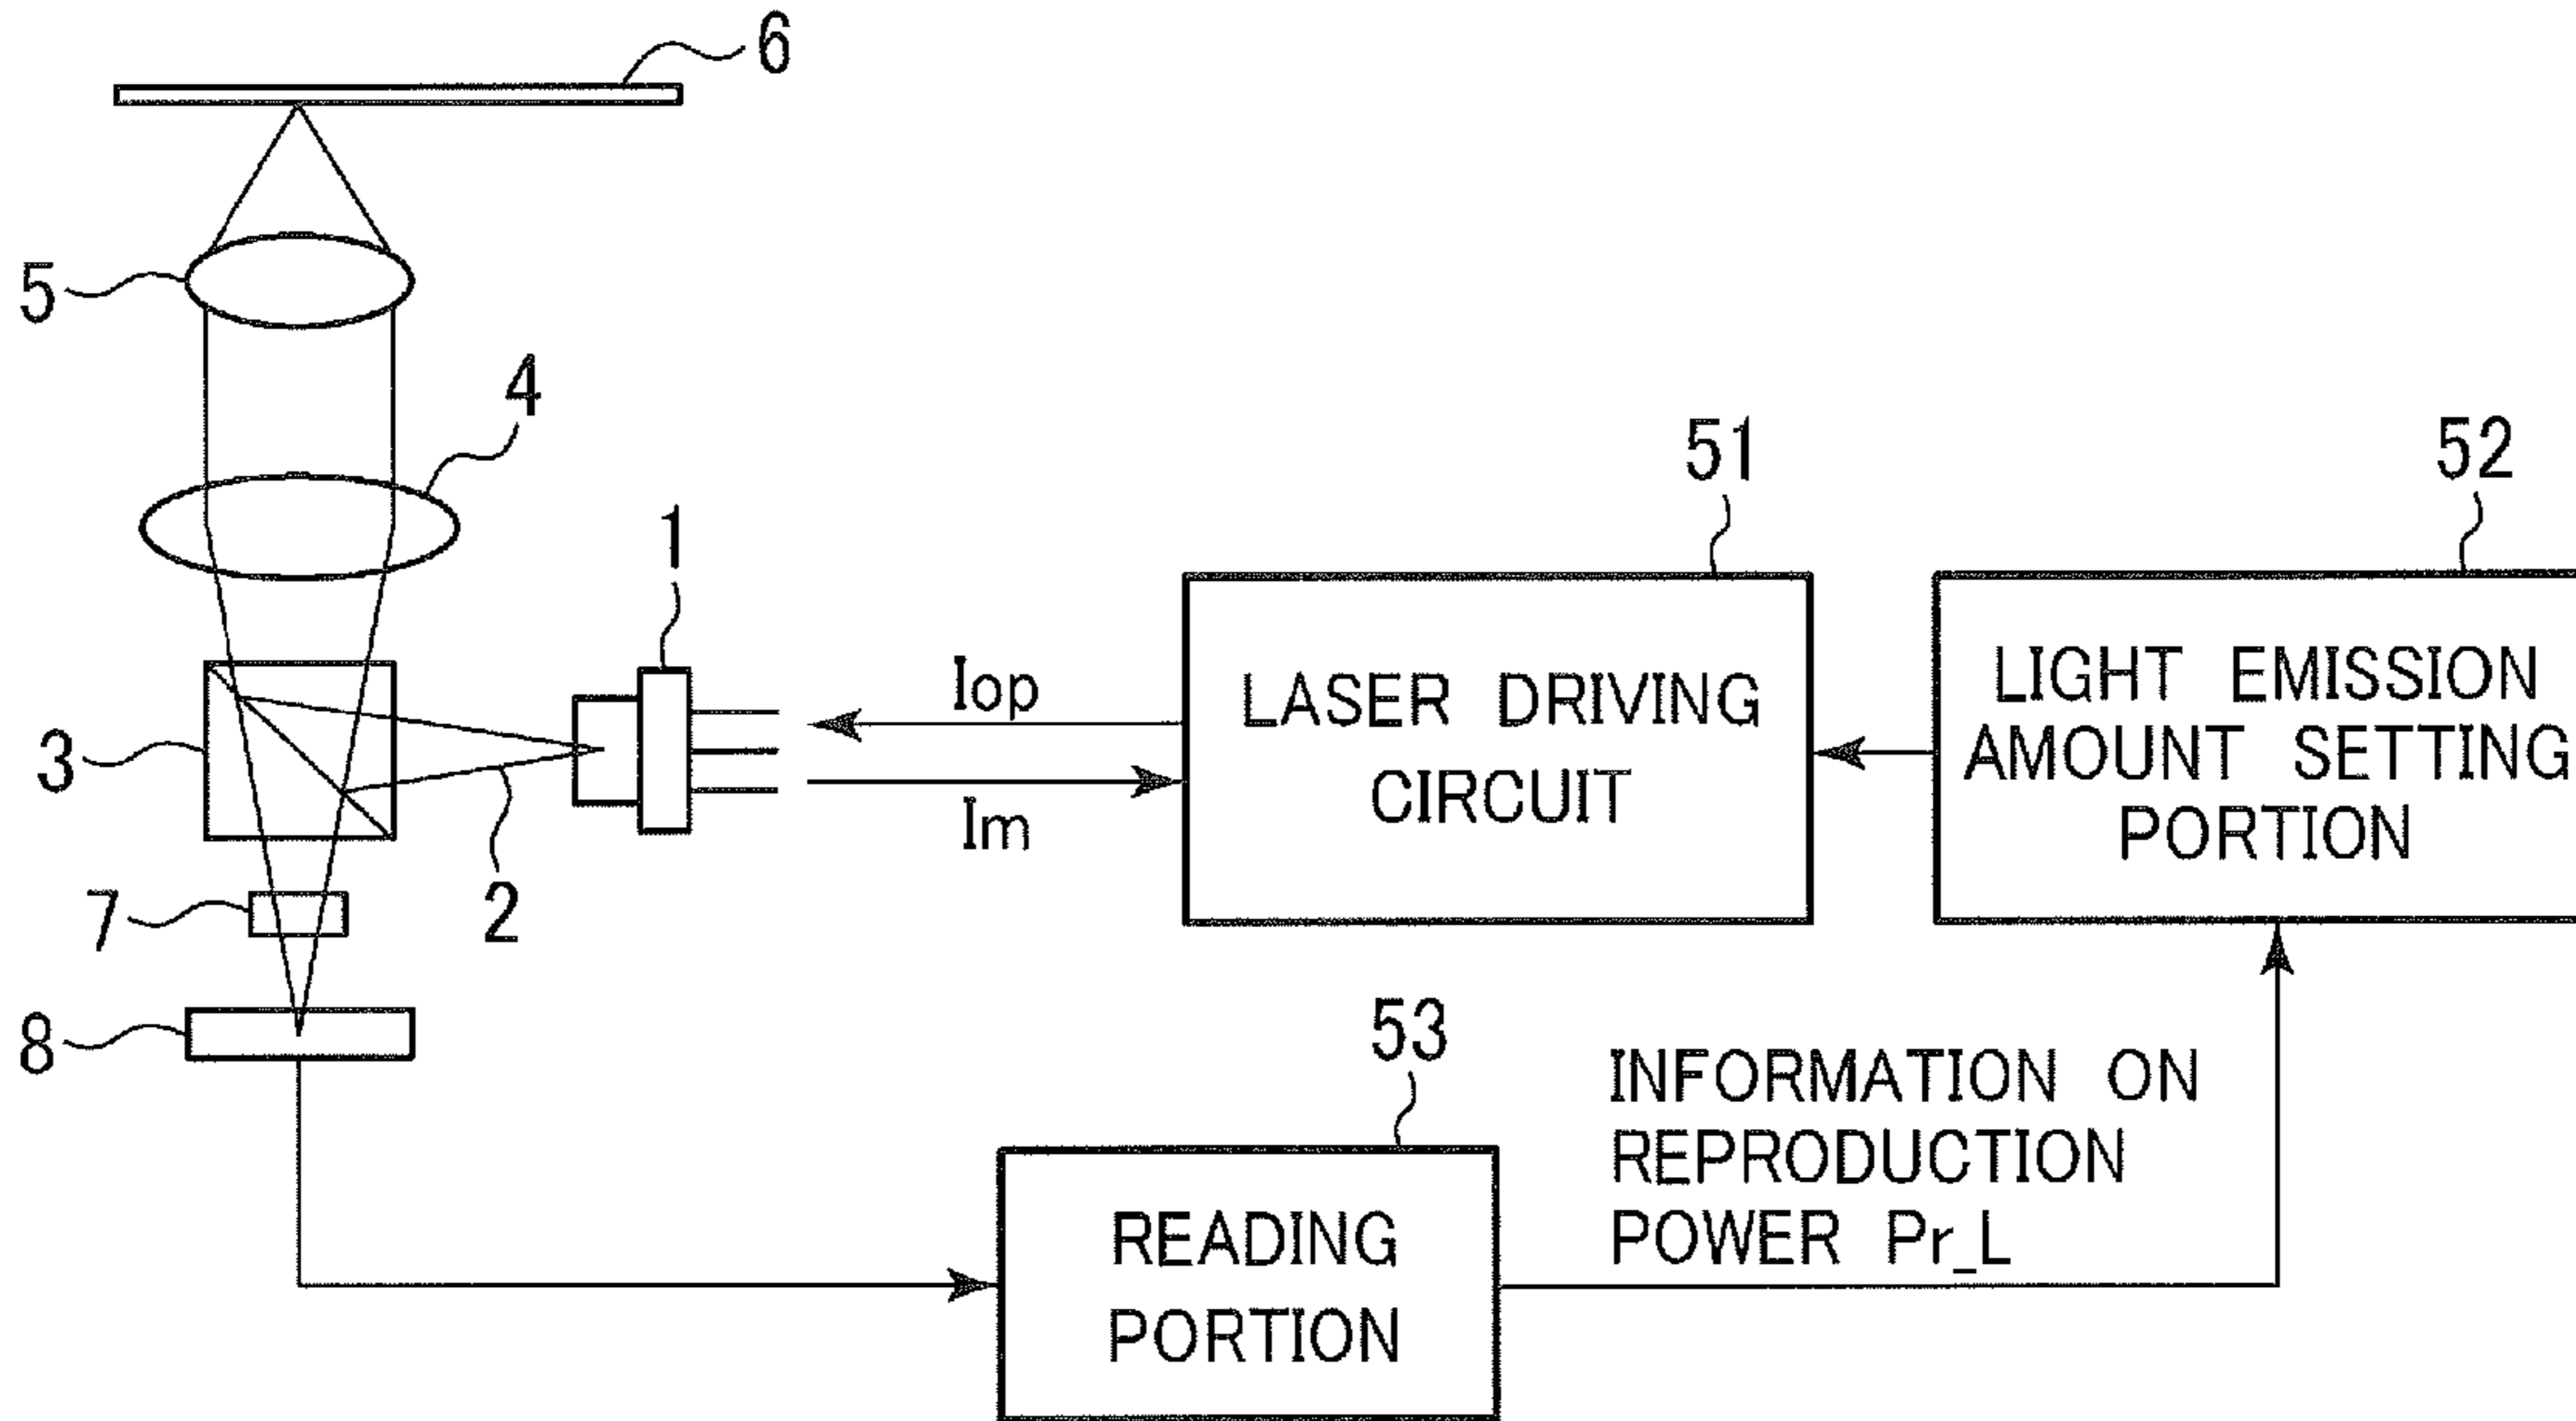 6
5
4
1
51
52
Iop
LASER DRIVING
CIRCUIT
LIGHT EMISSION
AMOUNT SETTING
PORTION
3
Im
2
7
8
53
INFORMATION ON
REPRODUCTION
POWER Pr_L
READING
PORTION